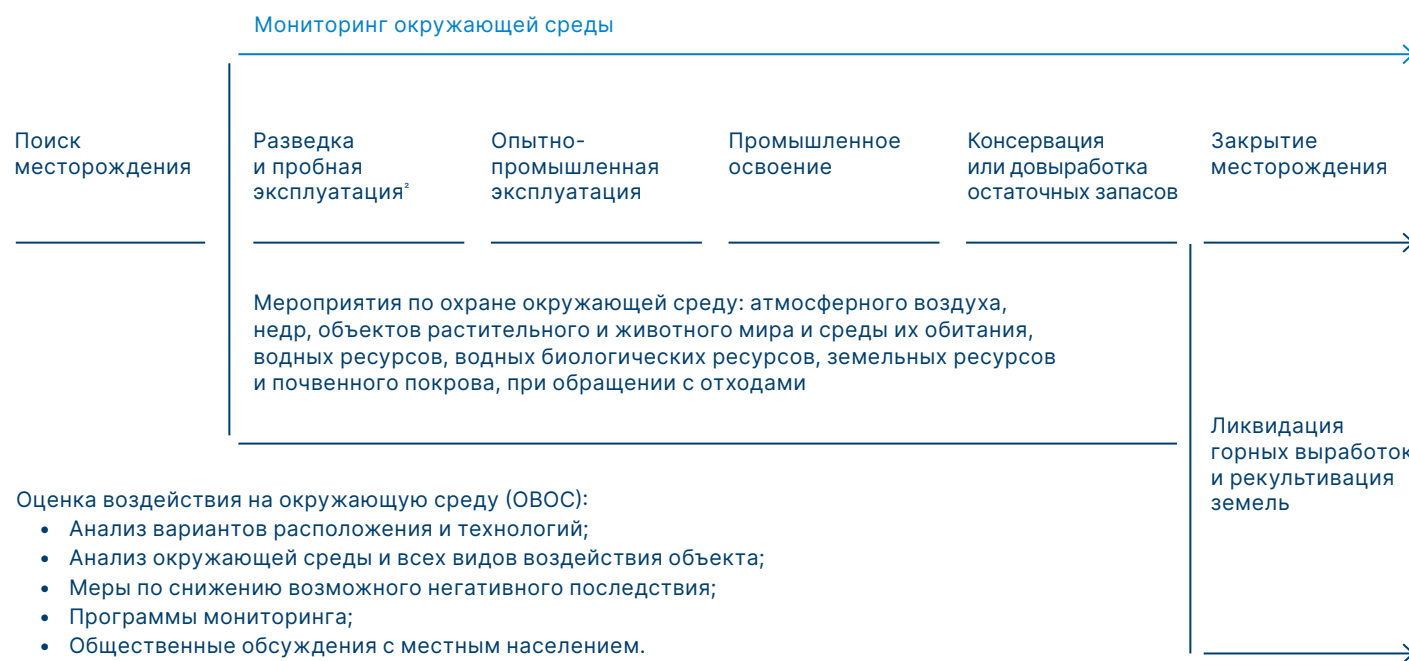 Мониторинг окружающей среды
Поиск
месторождения
Разведка
и пробная
эксплуатация²
Опытно-
промышленная
эксплуатация
Промышленное
освоение
Консервация
или довыработка
остаточных запасов
Закрытие
месторождения
Мероприятия по охране окружающей среду: атмосферного воздуха,
недр, объектов растительного и животного мира и среды их обитания,
водных ресурсов, водных биологических ресурсов, земельных ресурсов
и почвенного покрова, при обращении с отходами
Ликвидация
горных выработок
и рекультивация
земель
Оценка воздействия на окружающую среду (ОВОС):
• Анализ вариантов расположения и технологий;
• Анализ окружающей среды и всех видов воздействия объекта;
• Меры по снижению возможного негативного последствия;
• Программы мониторинга;
• Общественные обсуждения с местным населением.